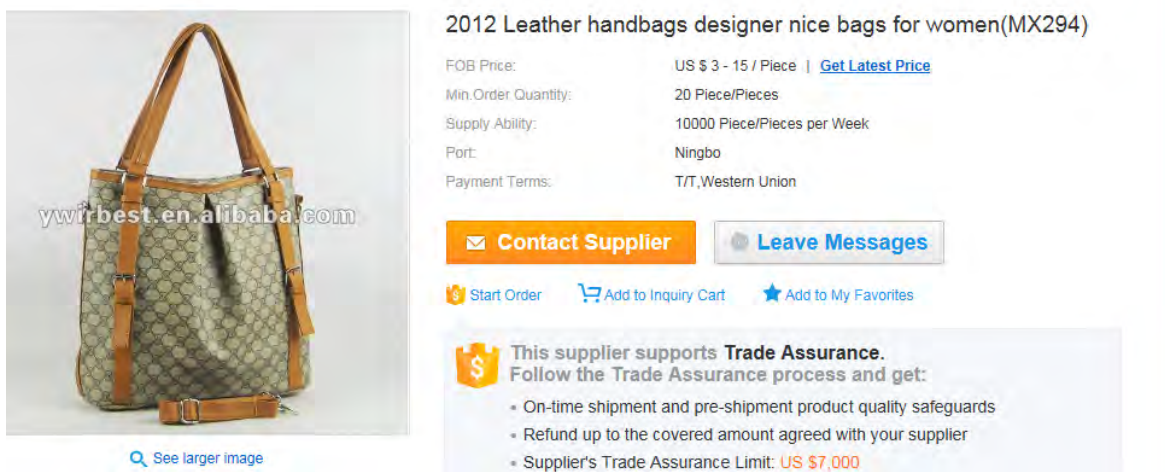 2012 Leather handbags designer nice bags for women(MX294)
FOB Price: US $ 3 - 15 / Piece | Get Latest Price
Min.Order Quantity: 20 Piece/Pieces
Supply Ability: 10000 Piece/Pieces per Week
Port: Ningbo
Payment Terms: T/T,Western Union
ywirbest.en.alibaba.com
Contact Supplier Leave Messages
Start Order Add to Inquiry Cart Add to My Favorites
This supplier supports Trade Assurance.
Follow the Trade Assurance process and get:
On-time shipment and pre-shipment product quality safeguards
Refund up to the covered amount agreed with your supplier
Supplier's Trade Assurance Limit: US $7,000
See larger image